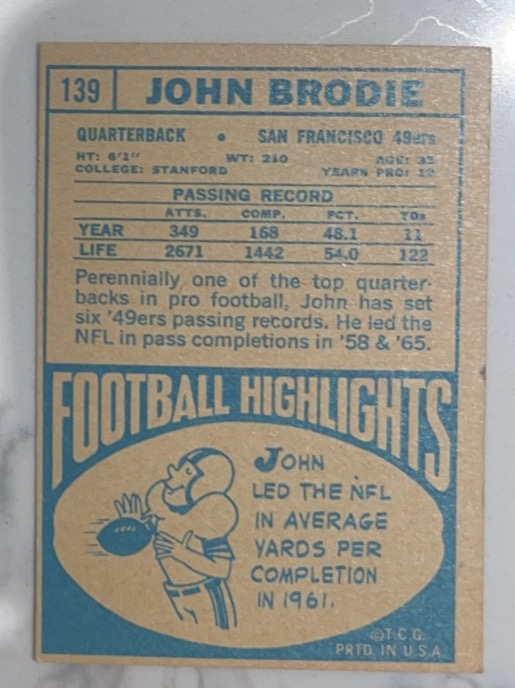 139 JOHN BRODIE
QUARTERBACK • SAN FRANCISCO 49ers
HT: 6'1" WT: 210 AGE:
COLLEGE: STANFORD YEARS PRO: 12
PASSING RECORD
ATTS. COMP. PCT. TDs
YEAR 349 168 48.1 11
LIFE 2671 1442 54.0 122
Perennially one of the top quarter-
backs in pro football, John has set
six '49ers passing records. He led the
NFL in pass completions in '58 & '65.
FOOTBALL HIGHLIGHTS
JOHN
LED THE NFL
IN AVERAGE
YARDS PER
COMPLETION
IN 1961.
©T.C.G.
PRTD. IN U.S.A.